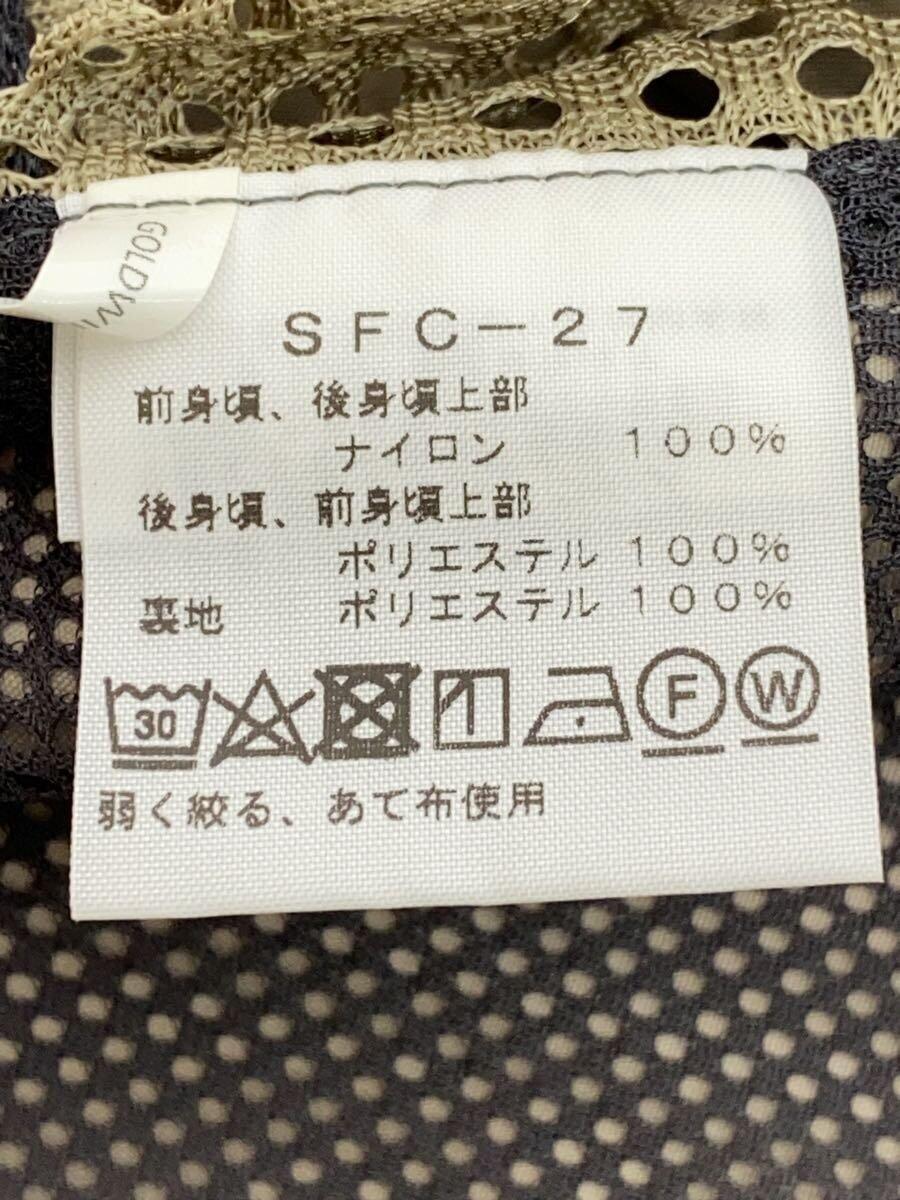 GOLDWI
SFC-27
前身頃、後身頃上部
ナイロン 100%
後身頃、前身頃上部
ポリエステル 100%
裏地 ポリエステル 100%
30 F W
弱く絞る、あて布使用